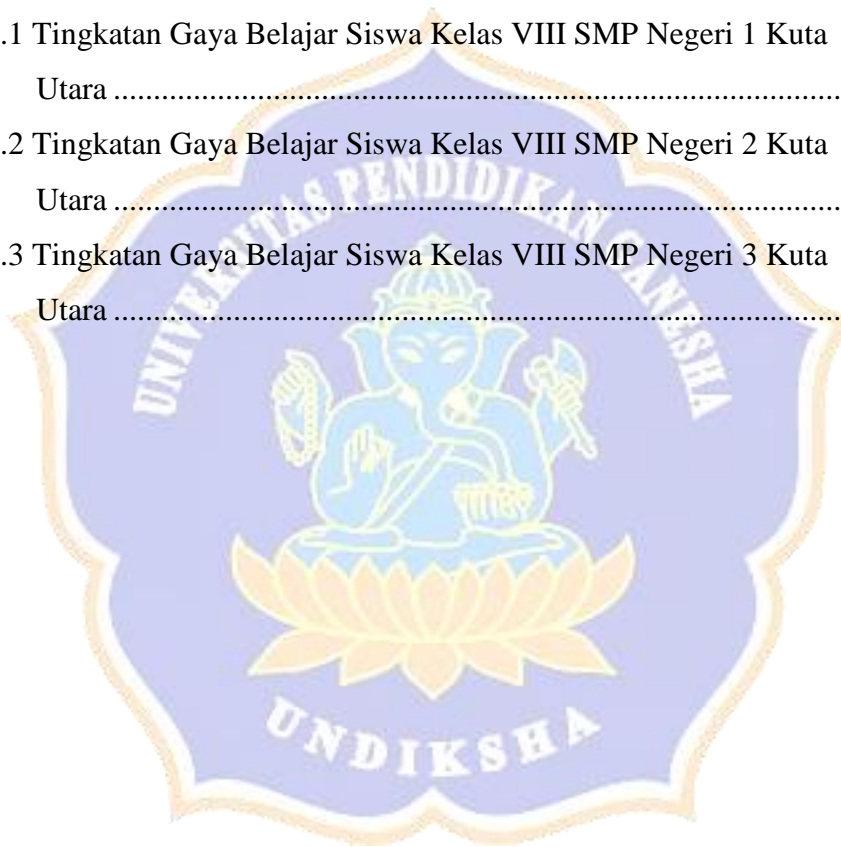 .1 Tingkatan Gaya Belajar Siswa Kelas VIII SMP Negeri 1 Kuta
Utara ............................................................................................
.2 Tingkatan Gaya Belajar Siswa Kelas VIII SMP Negeri 2 Kuta
Utara ............................................................................................
.3 Tingkatan Gaya Belajar Siswa Kelas VIII SMP Negeri 3 Kuta
Utara ............................................................................................
UNIVERSITAS PENDIDIKAN GANESHA
UNDIKSHA